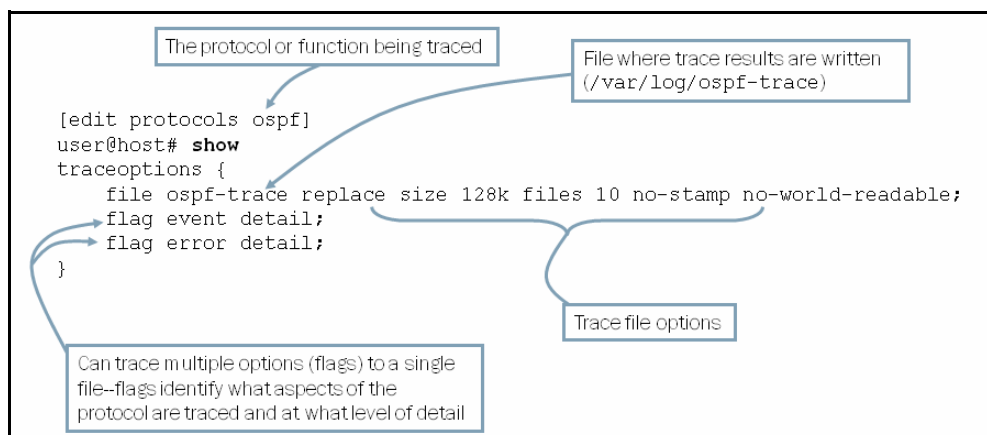 The protocol or function being traced
File where trace results are written
(/var/log/ospf-trace)
[edit protocols ospf]
user@host# show
traceoptions {
file ospf-trace replace size 128k files 10 no-stamp no-world-readable;
flag event detail;
flag error detail;
}
Trace file options
Can trace multiple options (flags) to a single
file--flags identify what aspects of the
protocol are traced and at what level of detail